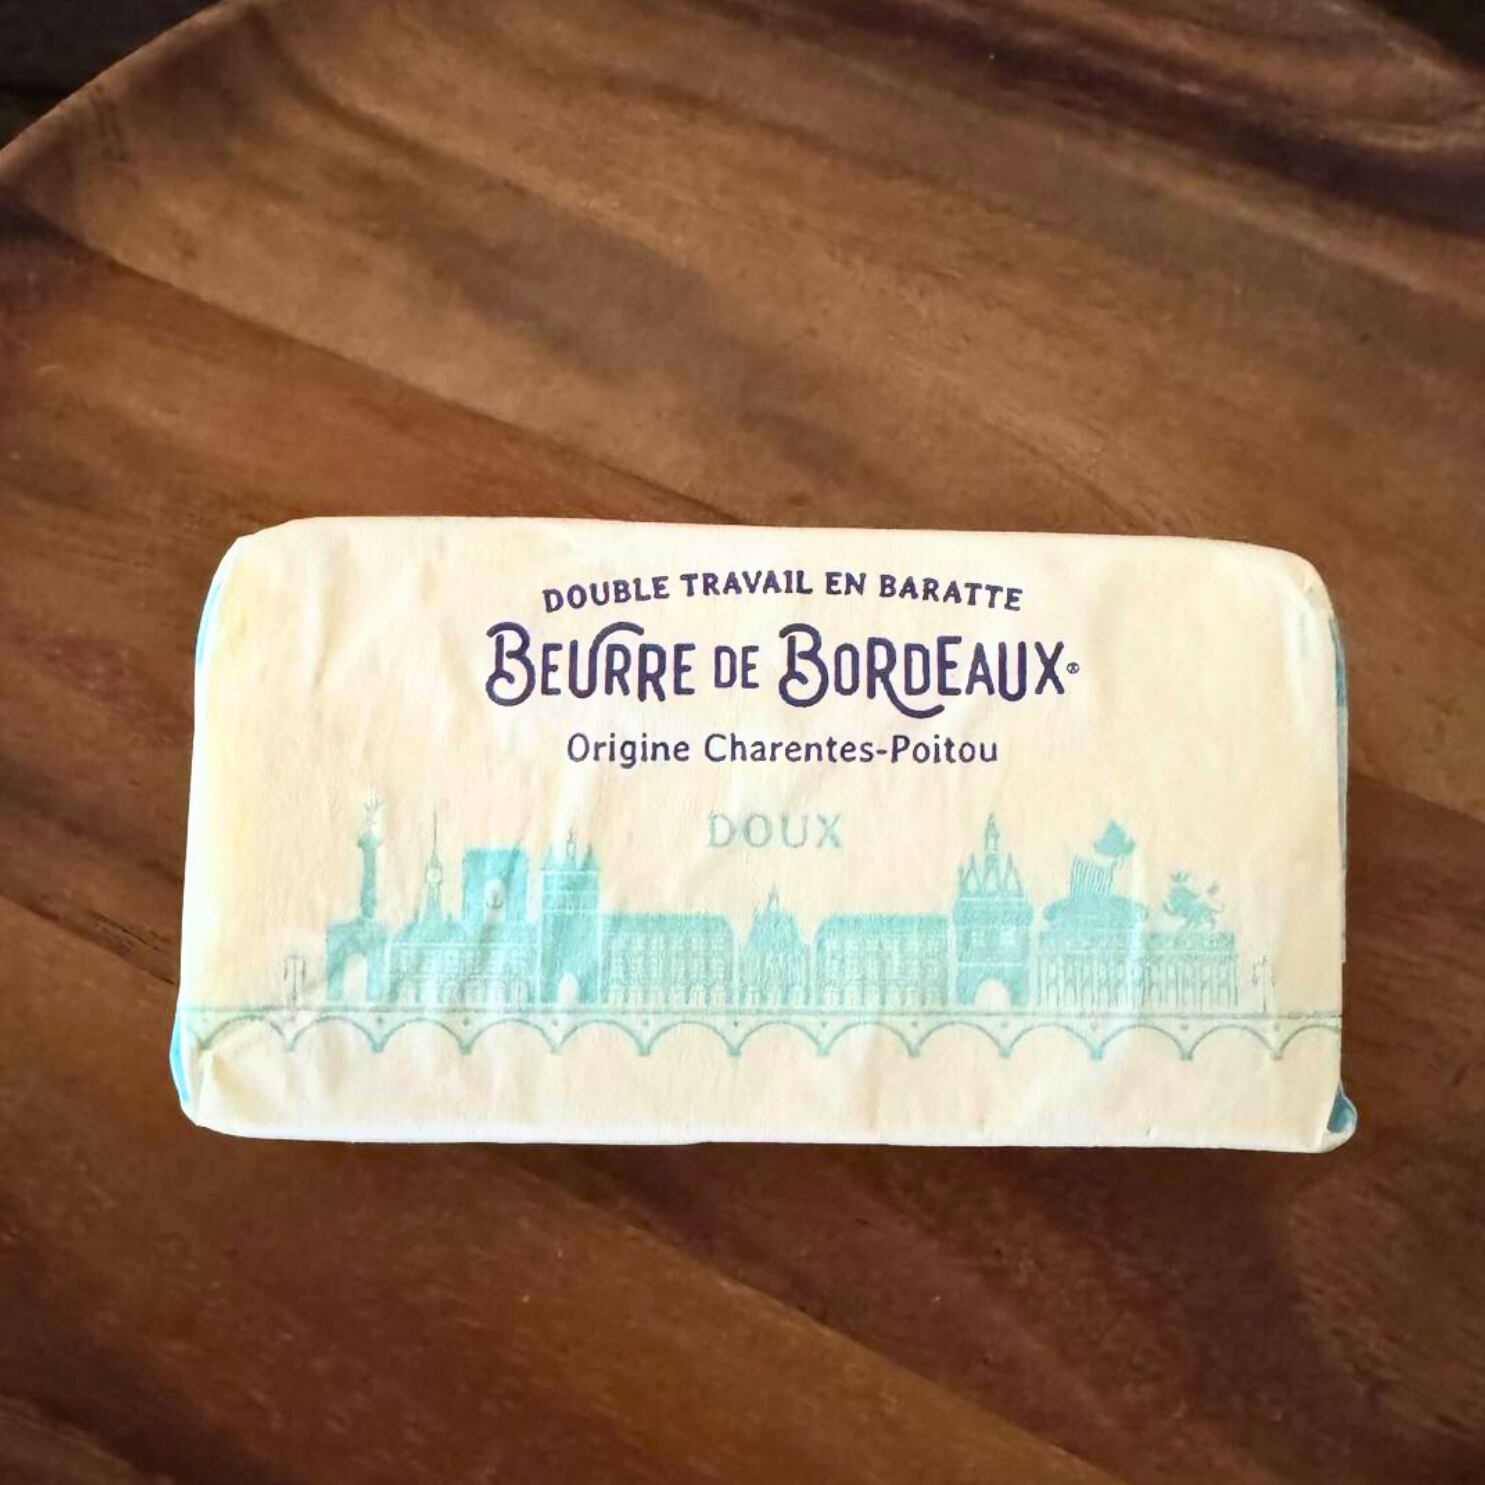 DOUBLE TRAVAIL EN BARATTE
BEURRE DE BORDEAUX®
Origine Charentes-Poitou
DOUX